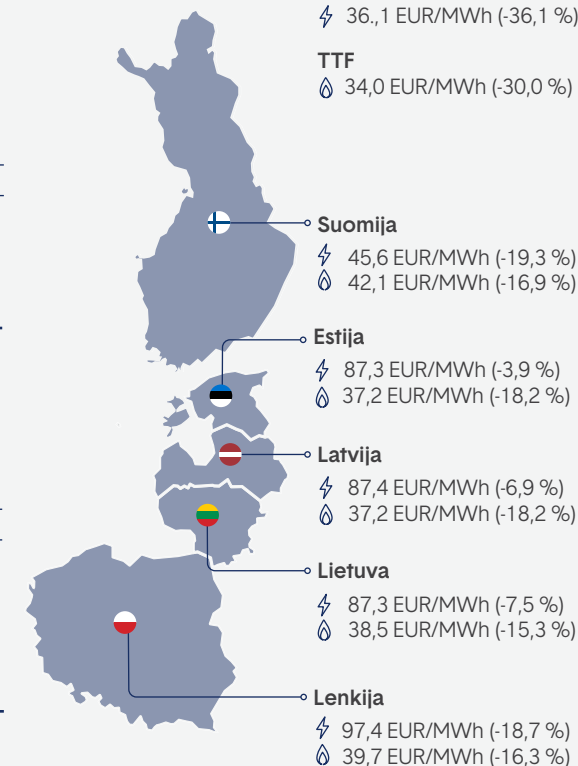 36.,1 EUR/MWh (-36,1 %)
TTF
34,0 EUR/MWh (-30,0 %)
Suomija
45,6 EUR/MWh (-19,3 %)
42,1 EUR/MWh (-16,9 %)
Estija
87,3 EUR/MWh (-3,9 %)
37,2 EUR/MWh (-18,2 %)
Latvija
87,4 EUR/MWh (-6,9 %)
37,2 EUR/MWh (-18,2 %)
Lietuva
87,3 EUR/MWh (-7,5 %)
38,5 EUR/MWh (-15,3 %)
Lenkija
97,4 EUR/MWh (-18,7 %)
39,7 EUR/MWh (-16,3 %)